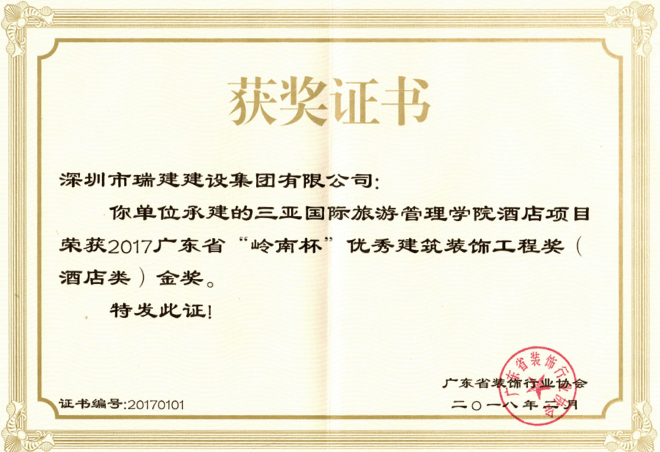 获奖证书
深圳市瑞建建设集团有限公司:
你单位承建的三亚国际旅游管理学院酒店项目
荣获2017广东省“岭南杯”优秀建筑装饰工程奖（
酒店类）金奖。
特发此证!
广东省装饰行业协会
广东省装饰行业协会
证书编号:20170101
二〇一八年二月